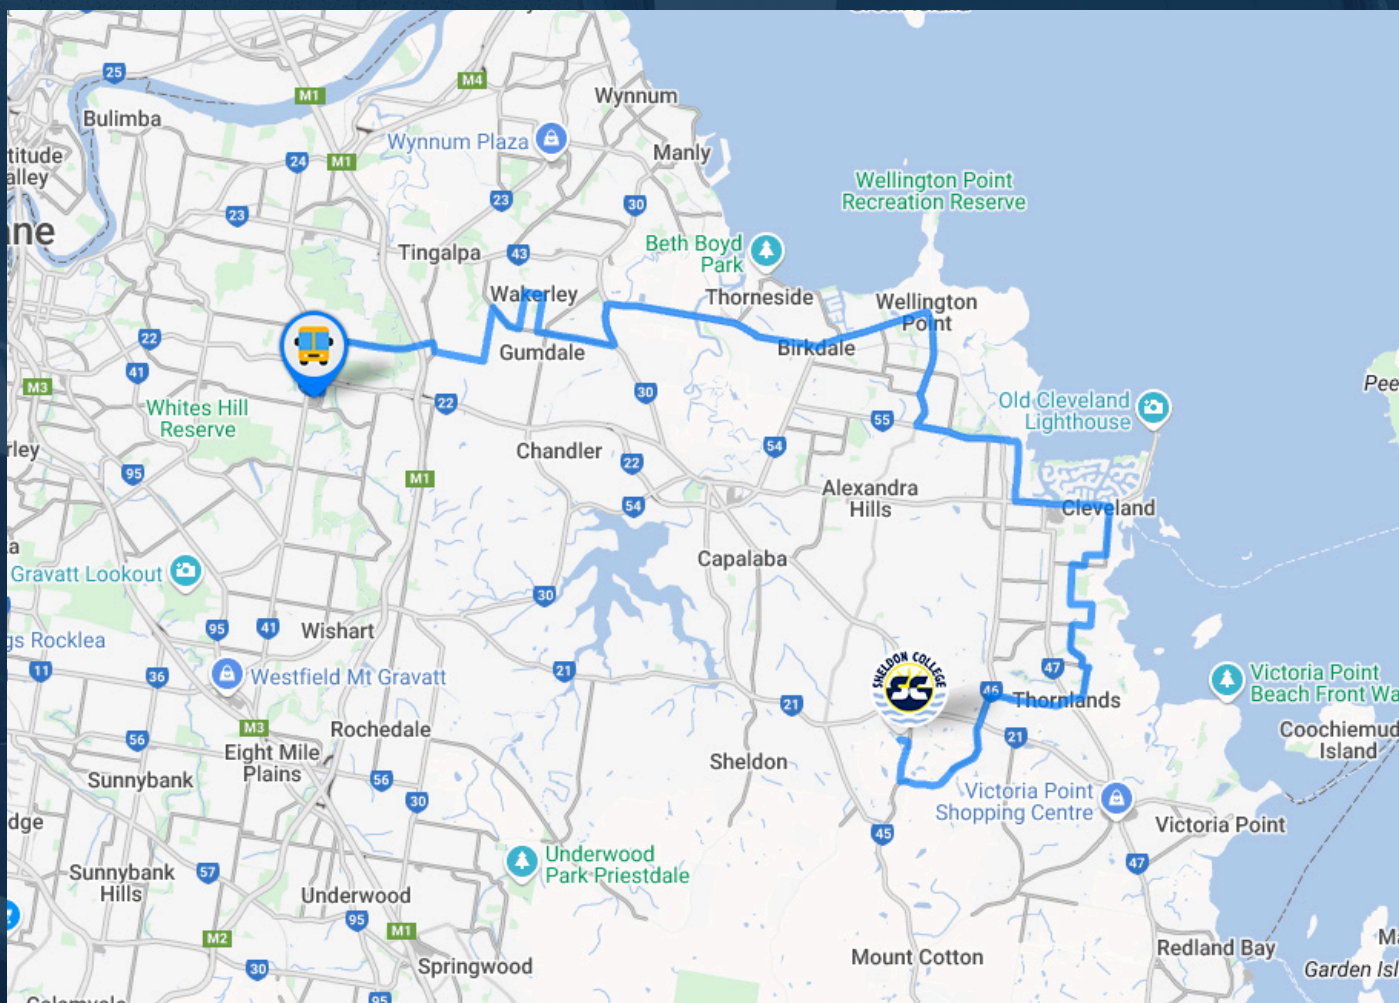 25
M4
M1
Wynnum
Bulimba
Wynnum Plaza
Manly
24
M1
titude
alley
Wellington Point
Recreation Reserve
23
30
23
ne
Tingalpa
43
Beth Boyd
Park
Wakerley
Thorneside
Wellington
Point
22
Gumdale
Birkdale
41
M3
Pee
30
22
Whites Hill
Reserve
Old Cleveland
Lighthouse
55
rley
Chandler
54
22
95
M1
Alexandra
Hills
54
Cleveland
a
Capalaba
Gravatt Lookout
30
95
41
Wishart
gs Rocklea
11
36
Westfield Mt Gravatt
21
SHELDON COLLEGE
SC
47
46
Thornlands
Victoria Point
Beach Front Wa
21
M3
Rochedale
21
56
Eight Mile
Plains
Coochiemud
Island
Sheldon
Sunnybank
56
30
Victoria Point
Shopping Centre
dge
45
Victoria Point
Underwood
Park Priestdale
47
57
Sunnybank
Hills
Underwood
95
M1
M2
Mount Cotton
Redland Bay
30
Springwood
Garden Isl
95